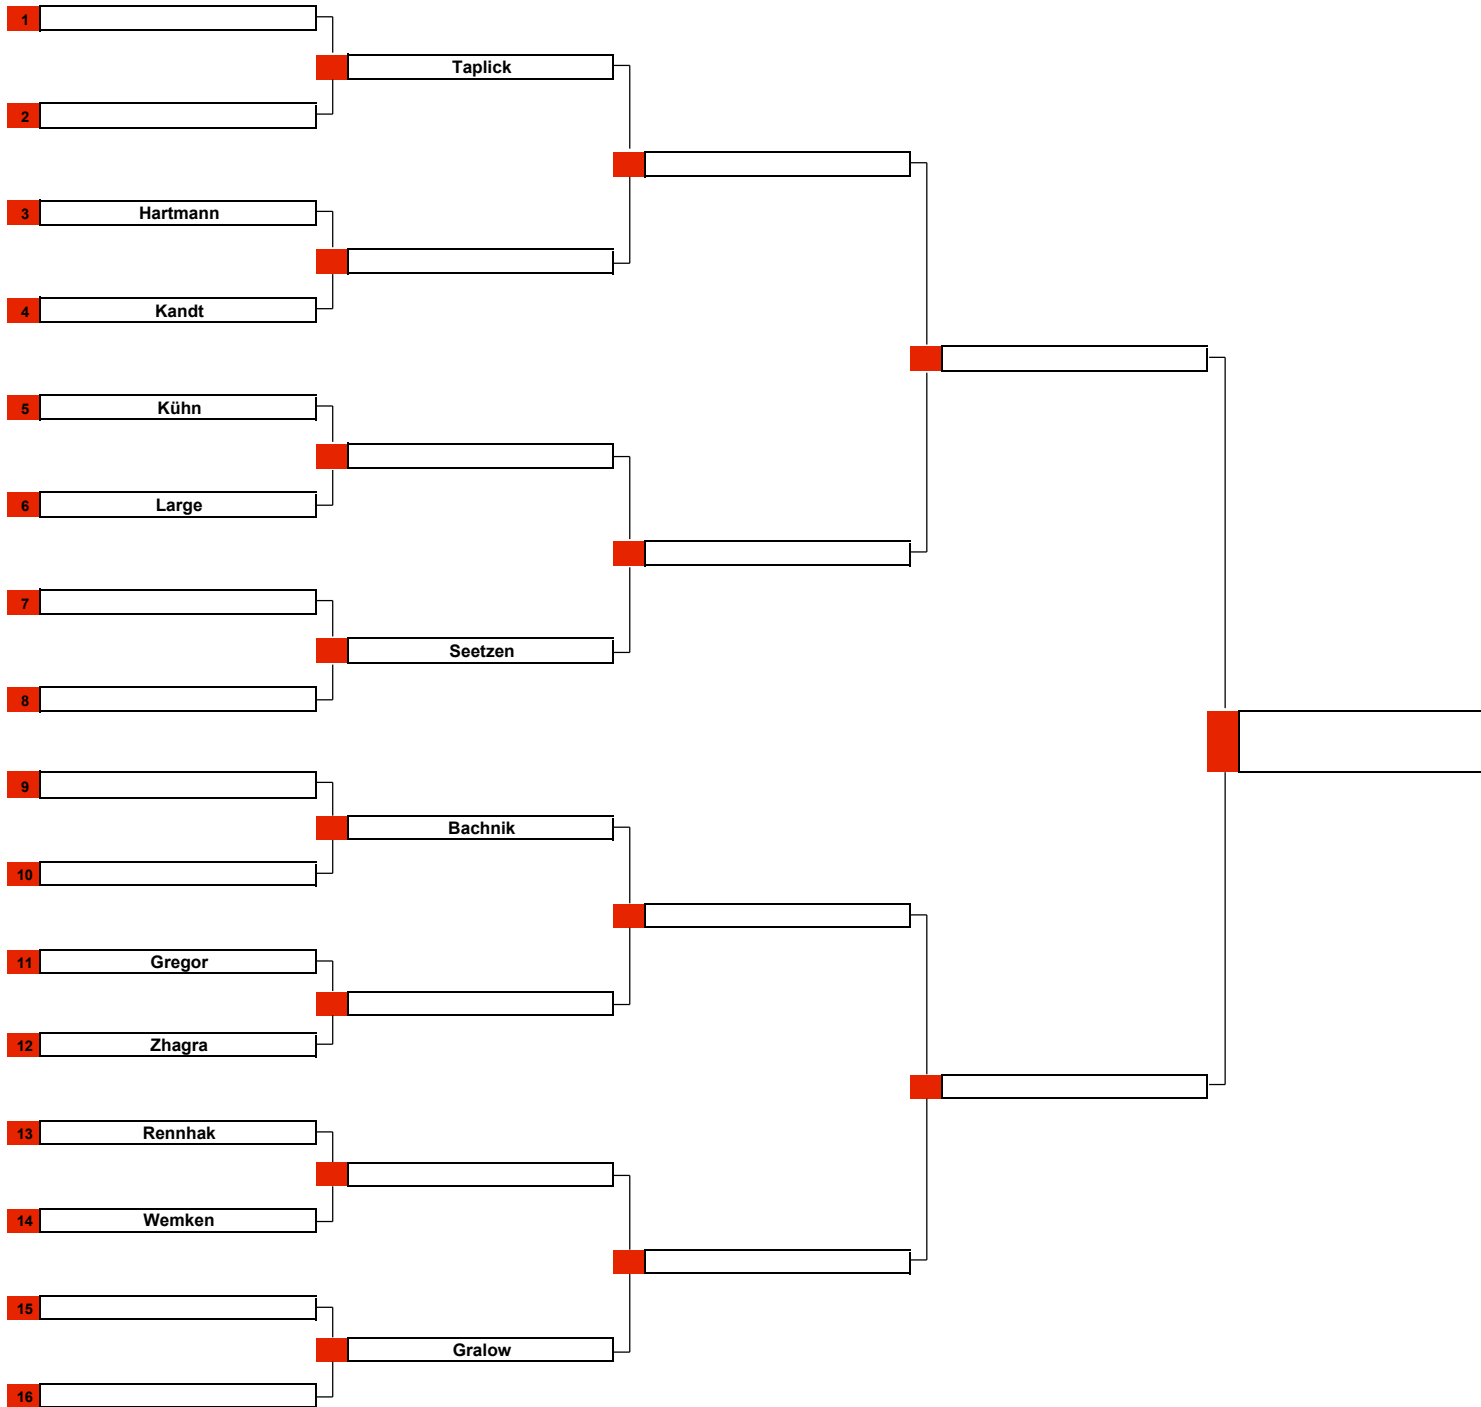 1
Taplick
2
3 Hartmann
4 Kandt
5 Kühn
6 Large
7
Seetzen
8
9
Bachnik
10
11 Gregor
12 Zhagra
13 Rennhak
14 Wemken
15
Gralow
16